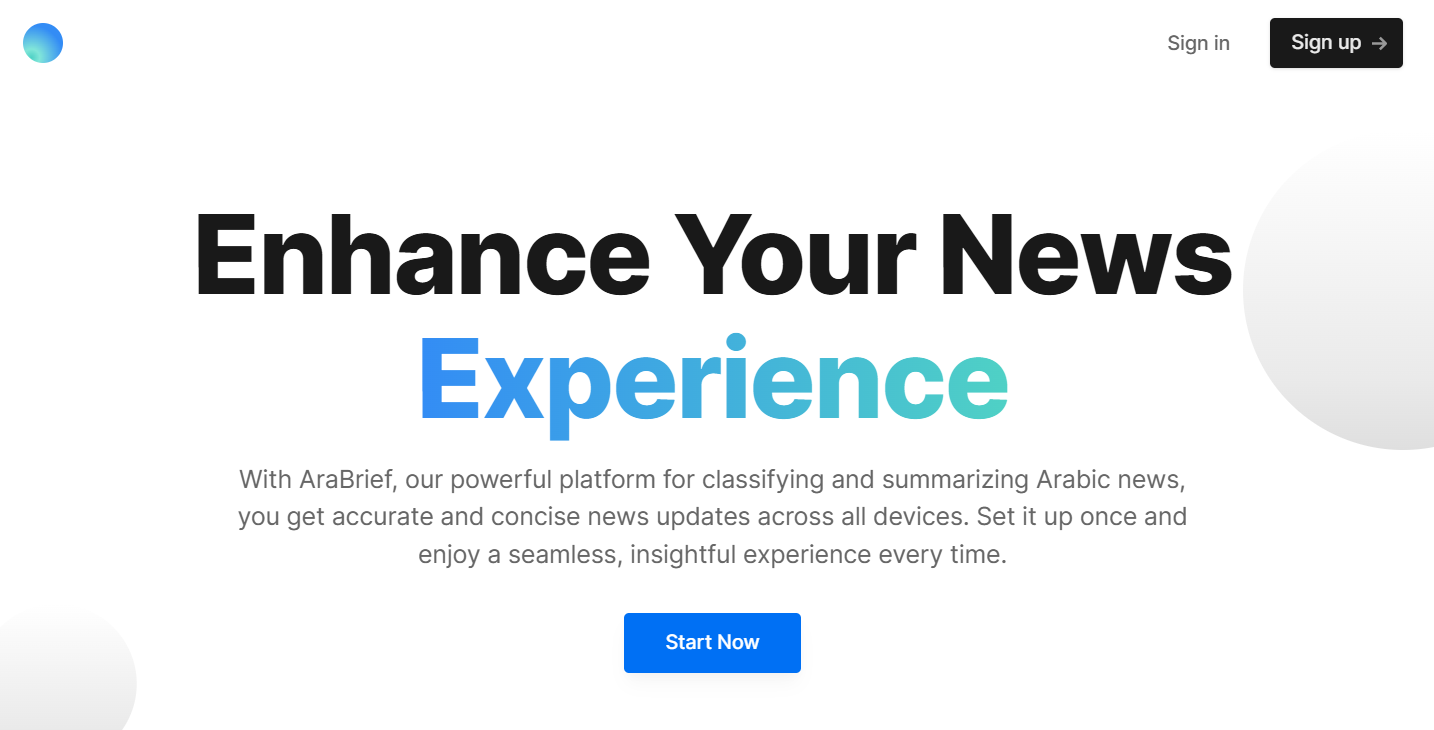 Sign in
Sign up
Enhance Your News
Experience
With AraBrief, our powerful platform for classifying and summarizing Arabic news,
you get accurate and concise news updates across all devices. Set it up once and
enjoy a seamless, insightful experience every time.
Start Now